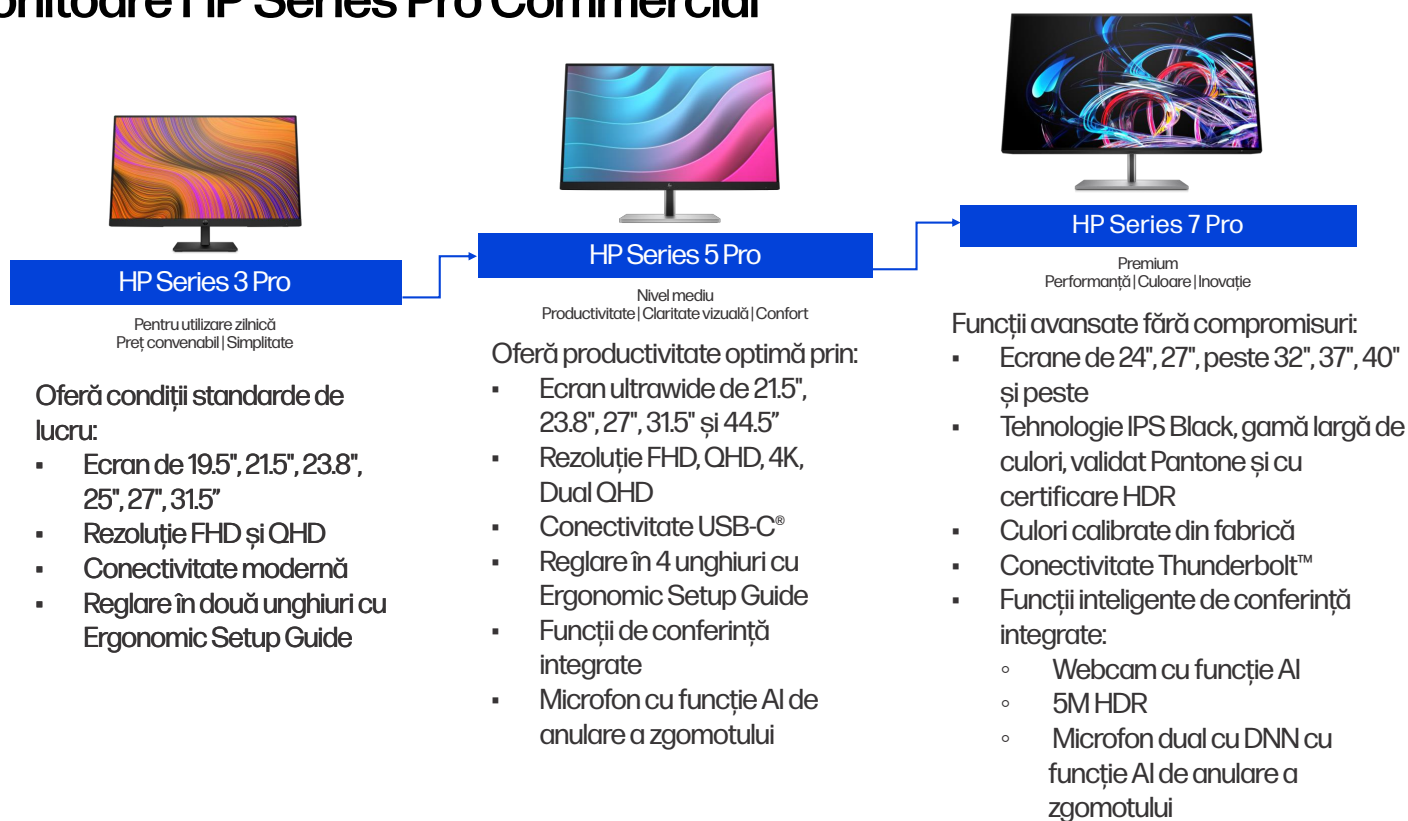 onitoare HP Series Pro Commercial
HP Series 3 Pro
Pentru utilizare zilnică
Preț convenabil | Simplitate
Oferă condiții standarde de
lucru:
▪ Ecran de 19.5", 21.5", 23.8",
25", 27", 31.5”
▪ Rezoluție FHD și QHD
▪ Conectivitate modernă
▪ Reglare în două unghiuri cu
Ergonomic Setup Guide
HP Series 5 Pro
Nivel mediu
Productivitate | Claritate vizuală | Confort
Oferă productivitate optimă prin:
▪ Ecran ultrawide de 21.5",
23.8", 27", 31.5" și 44.5”
▪ Rezoluție FHD, QHD, 4K,
Dual QHD
▪ Conectivitate USB-C®
▪ Reglare în 4 unghiuri cu
Ergonomic Setup Guide
▪ Funcții de conferință
integrate
▪ Microfon cu funcție AI de
anulare a zgomotului
HP Series 7 Pro
Premium
Performanță | Culoare | Inovație
Funcții avansate fără compromisuri:
▪ Ecrane de 24", 27", peste 32", 37", 40"
și peste
▪ Tehnologie IPS Black, gamă largă de
culori, validat Pantone și cu
certificare HDR
▪ Culori calibrate din fabrică
▪ Conectivitate Thunderbolt™
▪ Funcții inteligente de conferință
integrate:
◦ Webcam cu funcție AI
◦ 5M HDR
◦ Microfon dual cu DNN cu
funcție AI de anulare a
zgomotului